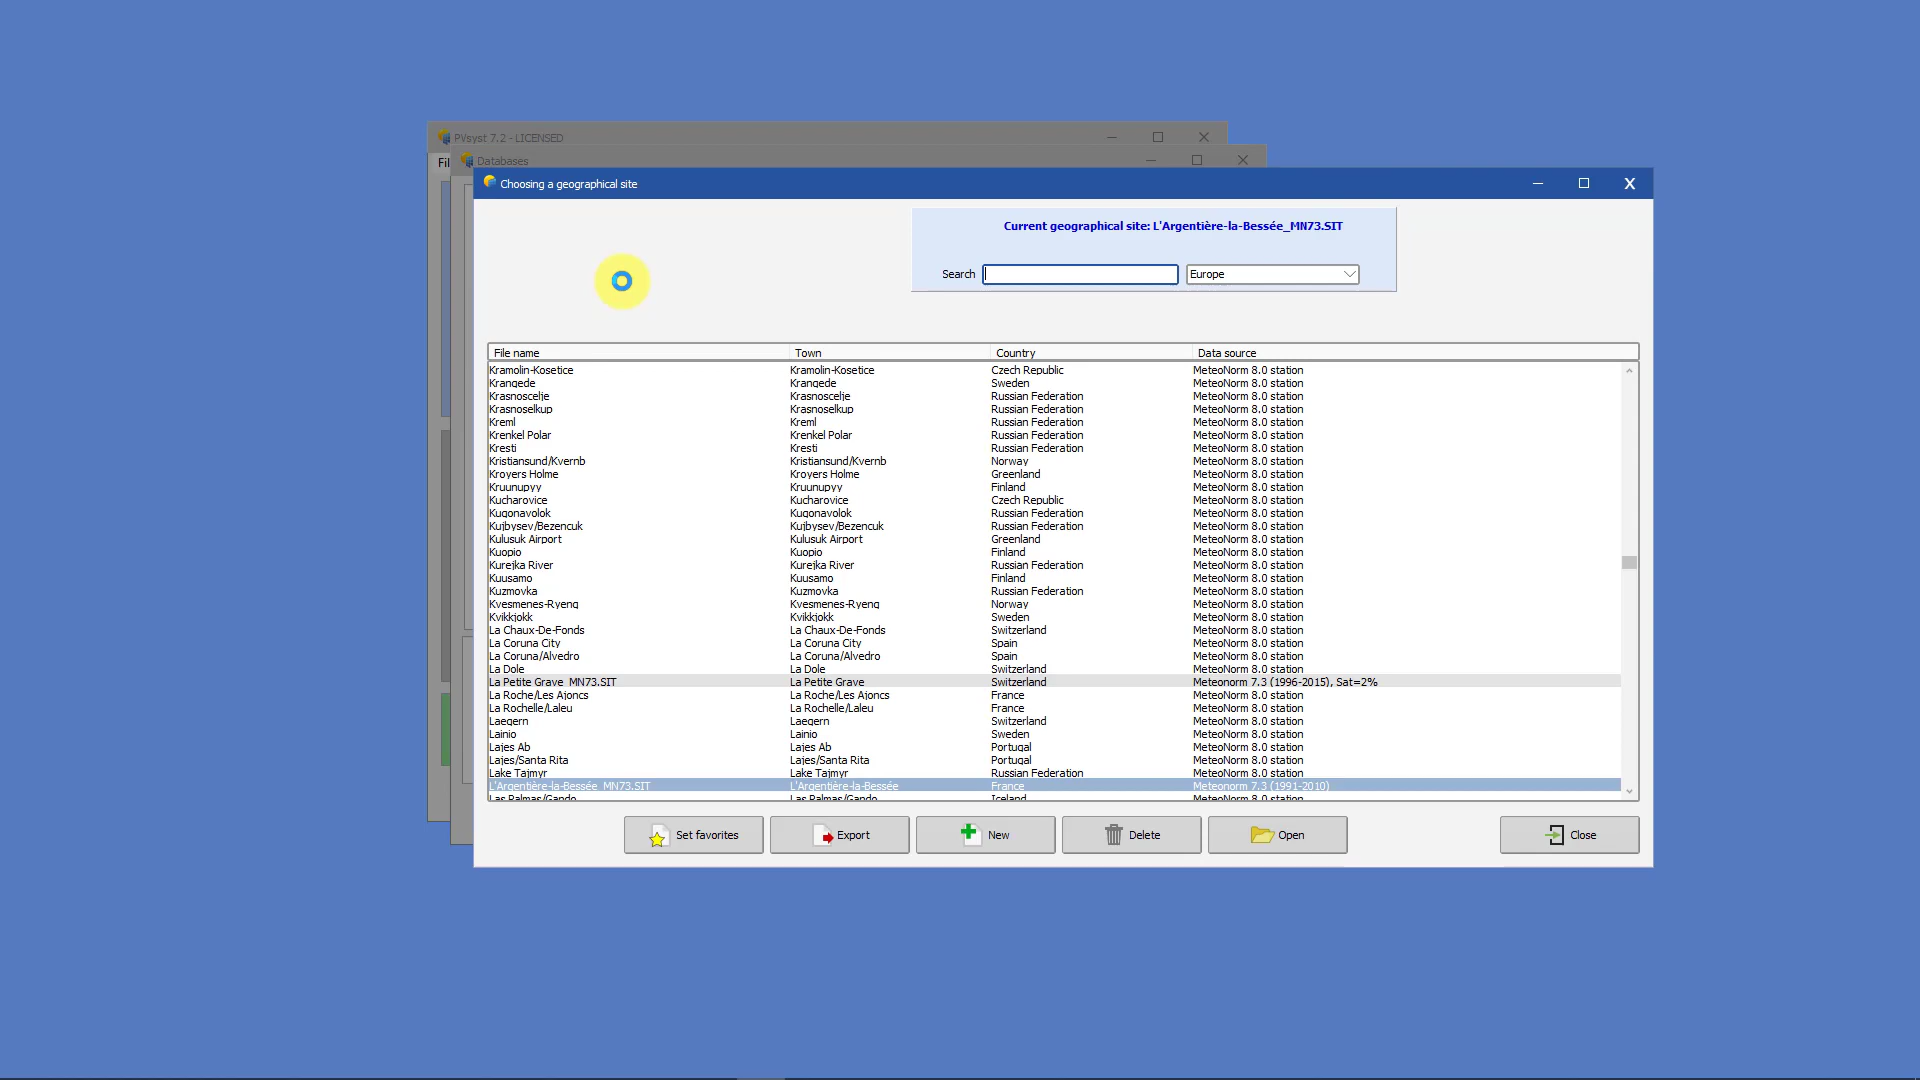 PVsyst 7.2 - LICENSED
Fil
Databases
Choosing a geographical site
Current geographical site: L'Argentière-la-Bessée_MN73.SIT
Search Europe
File name Town Country Data source
Kramolin-Kosetice Kramolin-Kosetice Czech Republic MeteoNorm 8.0 station
Krangede Krangede Sweden MeteoNorm 8.0 station
Krasnoscelje Krasnoscelje Russian Federation MeteoNorm 8.0 station
Krasnoselkup Krasnoselkup Russian Federation MeteoNorm 8.0 station
Kreml Kreml Russian Federation MeteoNorm 8.0 station
Krenkel Polar Krenkel Polar Russian Federation MeteoNorm 8.0 station
Kresti Kresti Russian Federation MeteoNorm 8.0 station
Kristiansund/Kvernb Kristiansund/Kvernb Norway MeteoNorm 8.0 station
Kroyers Holme Kroyers Holme Greenland MeteoNorm 8.0 station
Kruunupyy Kruunupyy Finland MeteoNorm 8.0 station
Kucharovice Kucharovice Czech Republic MeteoNorm 8.0 station
Kugonavolok Kugonavolok Russian Federation MeteoNorm 8.0 station
Kujbysev/Bezencuk Kujbysev/Bezencuk Russian Federation MeteoNorm 8.0 station
Kulusuk Airport Kulusuk Airport Greenland MeteoNorm 8.0 station
Kuopio Kuopio Finland MeteoNorm 8.0 station
Kurejka River Kurejka River Russian Federation MeteoNorm 8.0 station
Kuusamo Kuusamo Finland MeteoNorm 8.0 station
Kuzmovka Kuzmovka Russian Federation MeteoNorm 8.0 station
Kvesmenes-Ryeng Kvesmenes-Ryeng Norway MeteoNorm 8.0 station
Kvikkjokk Kvikkjokk Sweden MeteoNorm 8.0 station
La Chaux-De-Fonds La Chaux-De-Fonds Switzerland MeteoNorm 8.0 station
La Coruna City La Coruna City Spain MeteoNorm 8.0 station
La Coruna/Alvedro La Coruna/Alvedro Spain MeteoNorm 8.0 station
La Dole La Dole Switzerland MeteoNorm 8.0 station
La Petite Grave_MN73.SIT La Petite Grave Switzerland Meteonorm 7.3 (1996-2015), Sat=2%
La Roche/Les Ajoncs La Roche/Les Ajoncs France MeteoNorm 8.0 station
La Rochelle/Laleu La Rochelle/Laleu France MeteoNorm 8.0 station
Laegern Laegern Switzerland MeteoNorm 8.0 station
Lainio Lainio Sweden MeteoNorm 8.0 station
Lajes Ab Lajes Ab Portugal MeteoNorm 8.0 station
Lajes/Santa Rita Lajes/Santa Rita Portugal MeteoNorm 8.0 station
Lake Tajmyr Lake Tajmyr Russian Federation MeteoNorm 8.0 station
L'Argentière-la-Bessée_MN73.SIT L'Argentière-la-Bessée France Meteonorm 7.3 (1991-2010)
Las Palmas/Gando Las Palmas/Gando Iceland MeteoNorm 8.0 station
Set favorites Export New Delete Open Close